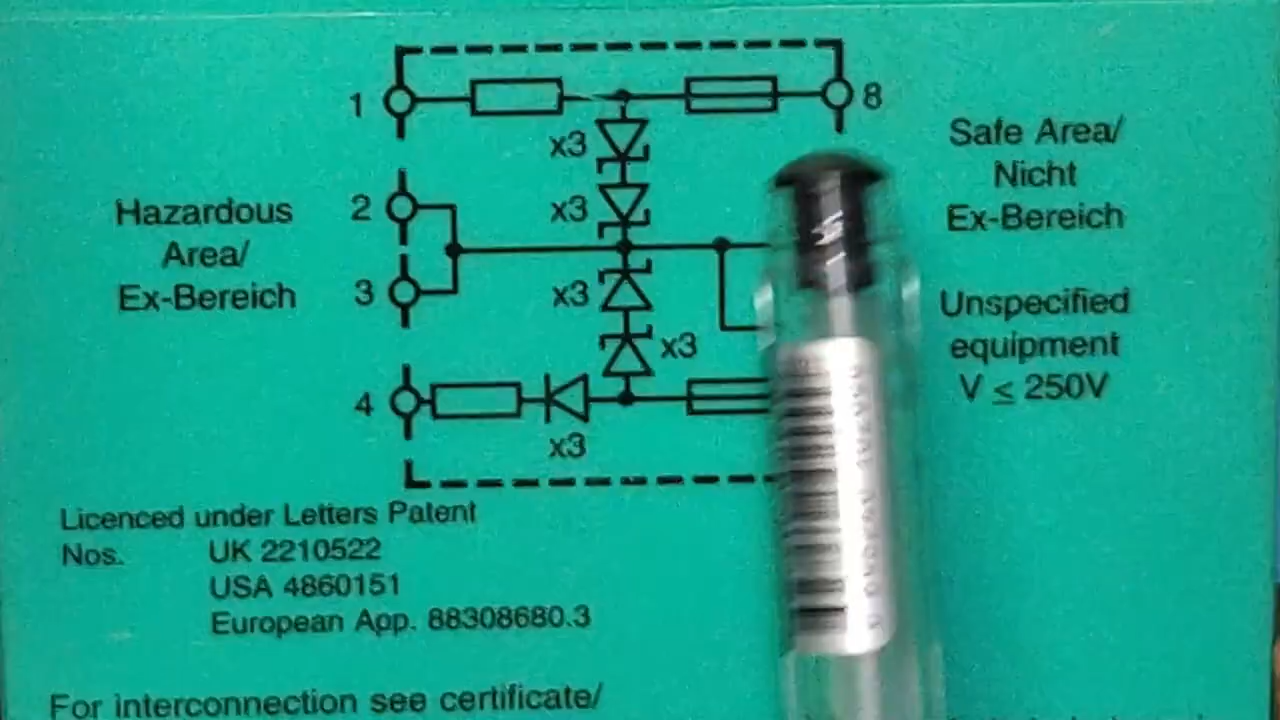 1
8
x3
Safe Area/
Nicht
Ex-Bereich
Hazardous
Area/
Ex-Bereich
2
x3
3
x3
x3
Unspecified
equipment
V ≤ 250V
4
x3
Licenced under Letters Patent
Nos. UK 2210522
USA 4860151
European App. 88308680.3
For interconnection see certificate/